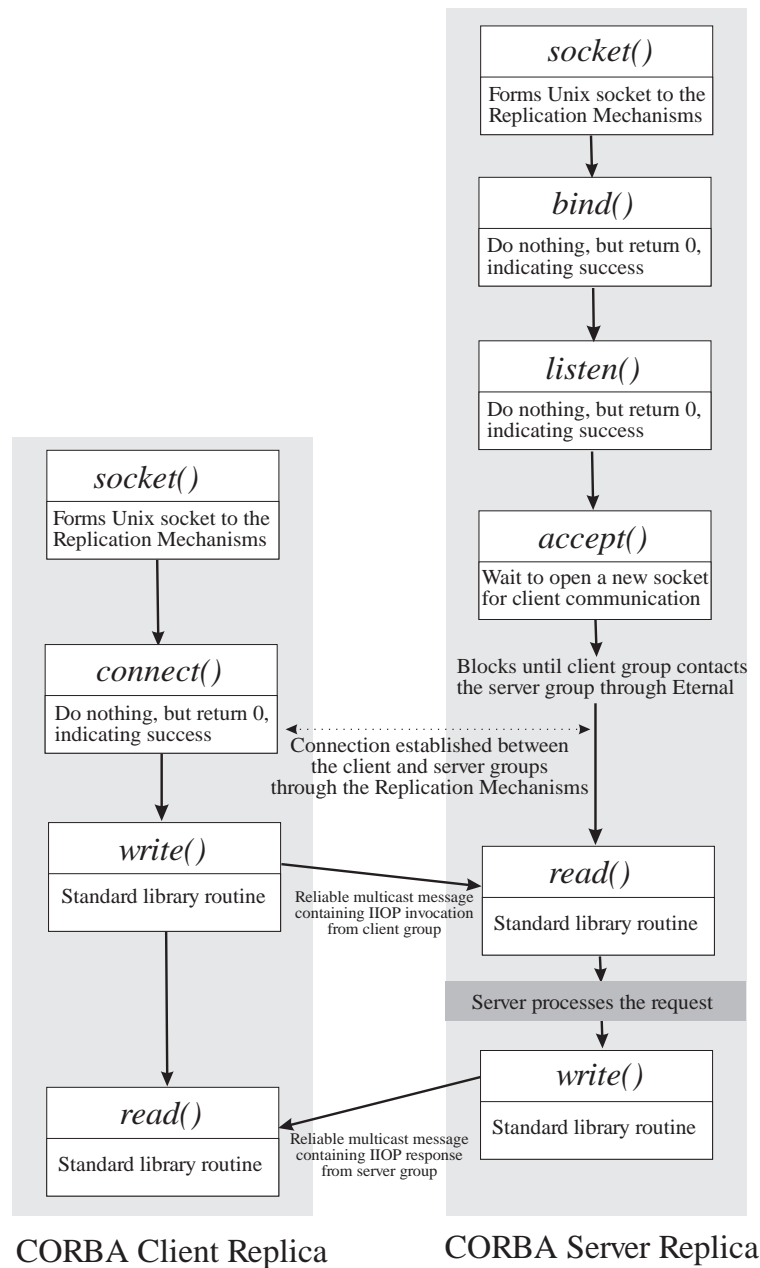 socket()
Forms Unix socket to the
Replication Mechanisms
bind()
Do nothing, but return 0,
indicating success
listen()
Do nothing, but return 0,
indicating success
accept()
Wait to open a new socket
for client communication
Blocks until client group contacts
the server group through Eternal
socket()
Forms Unix socket to the
Replication Mechanisms
connect()
Do nothing, but return 0,
indicating success
Connection established between
the client and server groups
through the Replication Mechanisms
write()
Standard library routine
Reliable multicast message
containing IIOP invocation
from client group
read()
Standard library routine
Server processes the request
write()
Standard library routine
read()
Standard library routine
Reliable multicast message
containing IIOP response
from server group
CORBA Client Replica
CORBA Server Replica